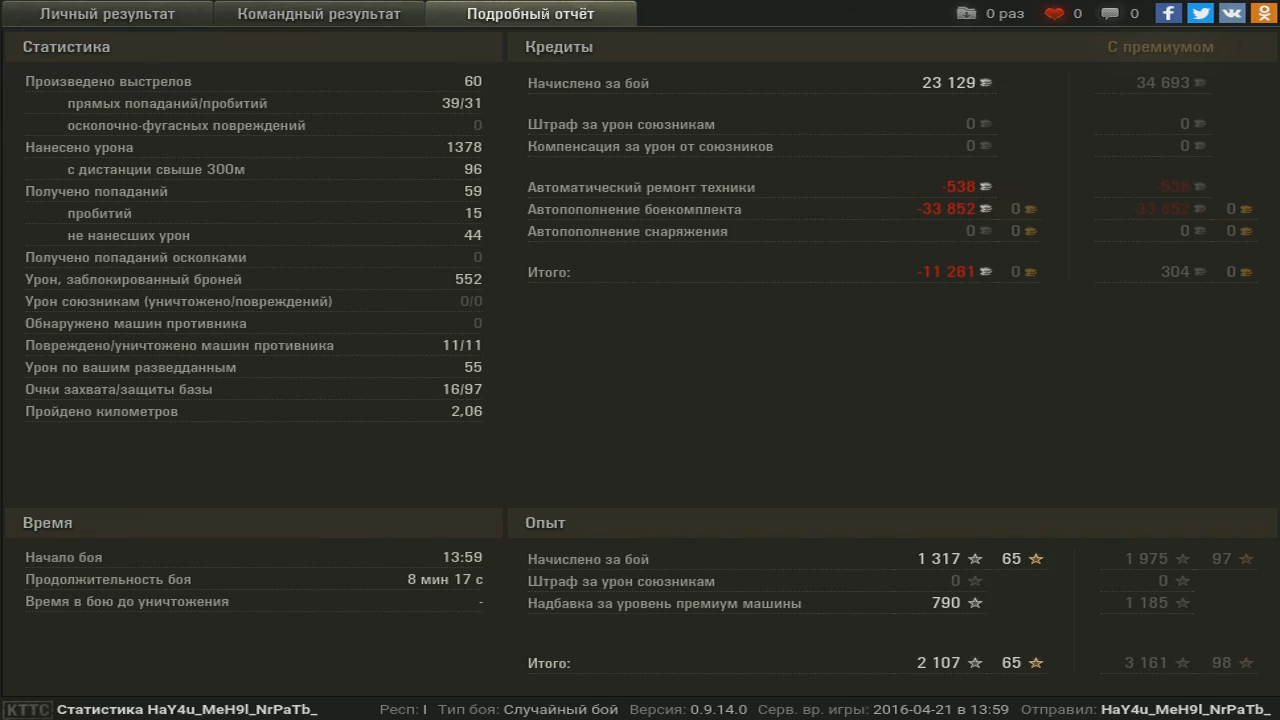 Личный результат Командный результат Подробный отчёт 0 раз 0 0
Статистика
Произведено выстрелов 60
прямых попаданий/пробитий 39/31
осколочно-фугасных повреждений 0
Нанесено урона 1378
с дистанции свыше 300м 96
Получено попаданий 59
пробитий 15
не нанесших урон 44
Получено попаданий осколками 0
Урон, заблокированный броней 552
Урон союзникам (уничтожено/повреждений) 0/0
Обнаружено машин противника 0
Повреждено/уничтожено машин противника 11/11
Урон по вашим разведданным 55
Очки захвата/защиты базы 16/97
Пройдено километров 2,06
Кредиты С премиумом
Начислено за бой 23 129 34 693
Штраф за урон союзникам 0 0
Компенсация за урон от союзников 0 0
Автоматический ремонт техники -538 -538
Автопополнение боекомплекта -33 852 0 -33 852 0
Автопополнение снаряжения 0 0 0 0
Итого: -11 261 0 304 0
Время
Начало боя 13:59
Продолжительность боя 8 мин 17 с
Время в бою до уничтожения -
Опыт
Начислено за бой 1 317 65 1 975 97
Штраф за урон союзникам 0 0
Надбавка за уровень премиум машины 790 1 185
Итого: 2 107 65 3 161 98
КТТС Статистика HaY4u_MeH9l_NrPaTb_ Респ: I Тип боя: Случайный бой Версия: 0.9.14.0 Серв. вр. игры: 2016-04-21 в 13:59 Отправил: HaY4u_MeH9l_NrPaTb_